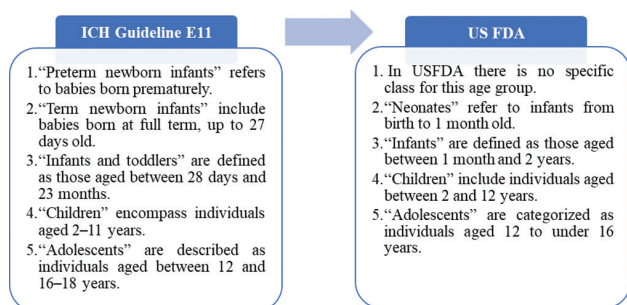 ICH Guideline E11
1.“Preterm newborn infants” refers
to babies born prematurely.
2.“Term newborn infants” include
babies born at full term, up to 27
days old.
3.“Infants and toddlers” are defined
as those aged between 28 days and
23 months.
4.“Children” encompass individuals
aged 2–11 years.
5.“Adolescents” are described as
individuals aged between 12 and
16–18 years.
US FDA
1. In USFDA there is no specific
class for this age group.
2.“Neonates” refer to infants from
birth to 1 month old.
3.“Infants” are defined as those aged
between 1 month and 2 years.
4.“Children” include individuals aged
between 2 and 12 years.
5.“Adolescents” are categorized as
individuals aged 12 to under 16
years.